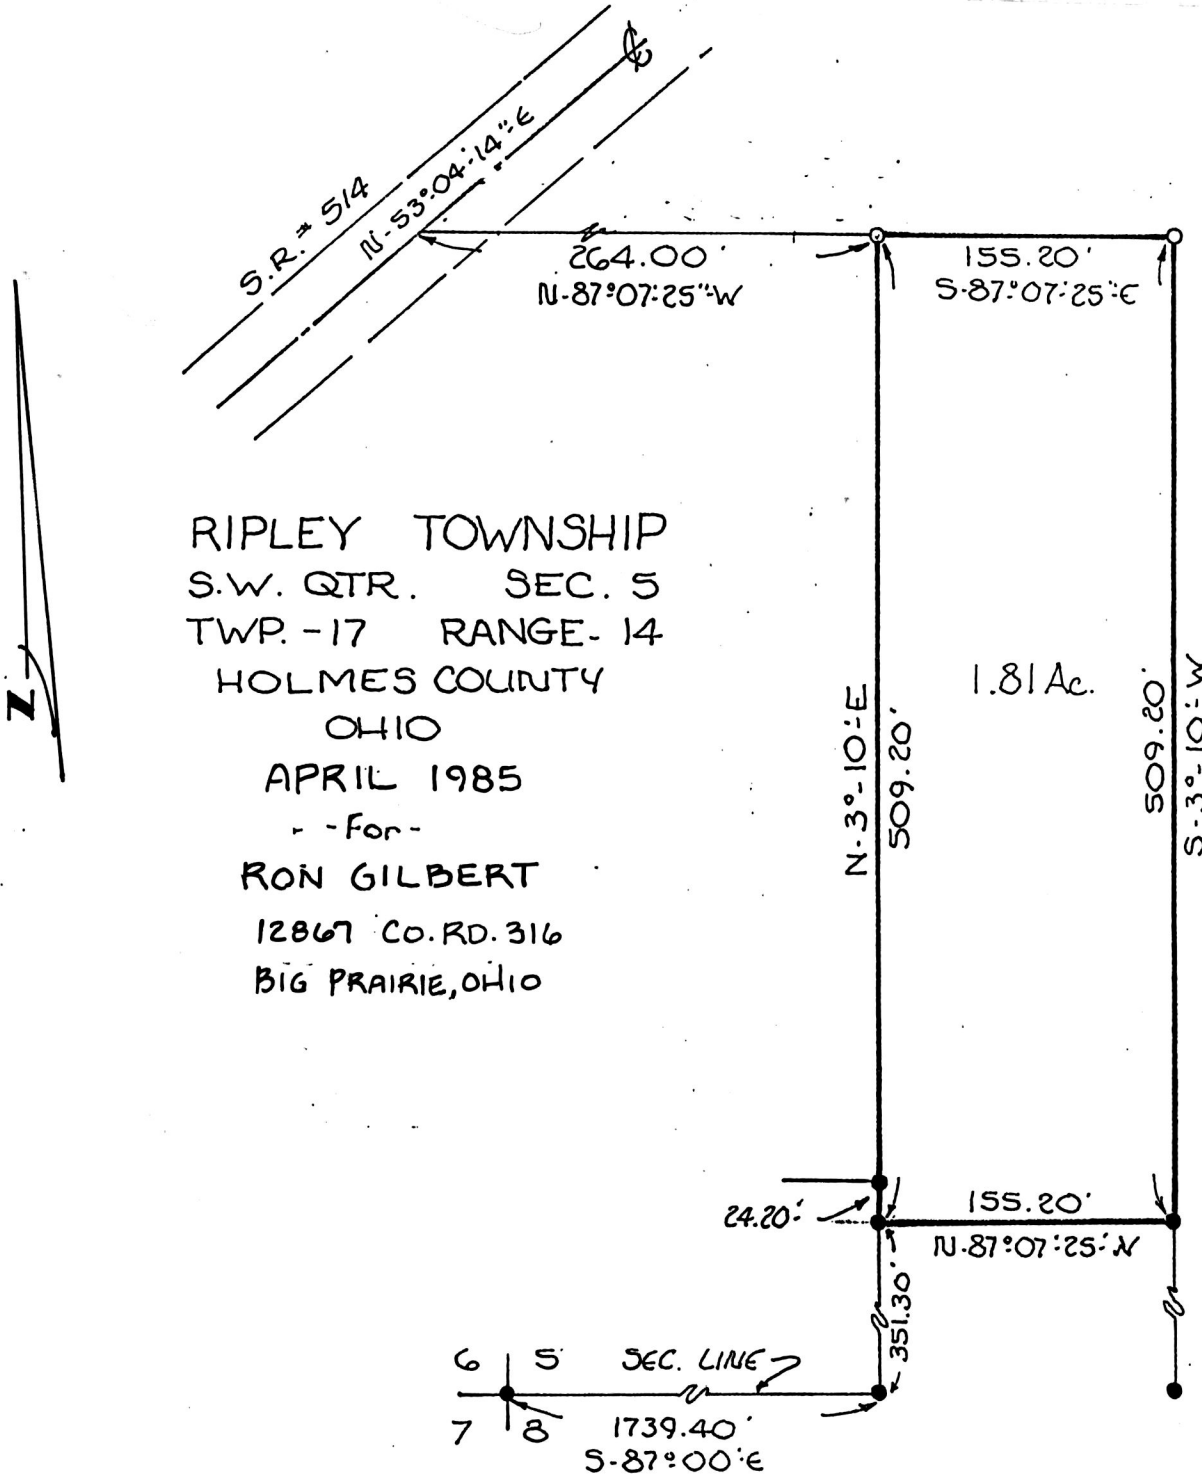 S.R. # 514
N-53°-04'-14"-E
℄
264.00'
N-87°07'25"-W
155.20'
S-87°-07'-25"-E
RIPLEY TOWNSHIP
S.W. QTR. SEC. 5
TWP. -17 RANGE- 14
HOLMES COUNTY
OHIO
APRIL 1985
- -For-
RON GILBERT
12867 CO.RD. 316
BIG PRAIRIE, OHIO
Z
N-3°-10'-E
509.20'
1.81 Ac.
509.20'
S-3°-10'-W
24.20'
155.20'
N-87°-07'-25"-W
351.30'
6 5 SEC. LINE
7 8 1739.40'
S-87°-00'-E